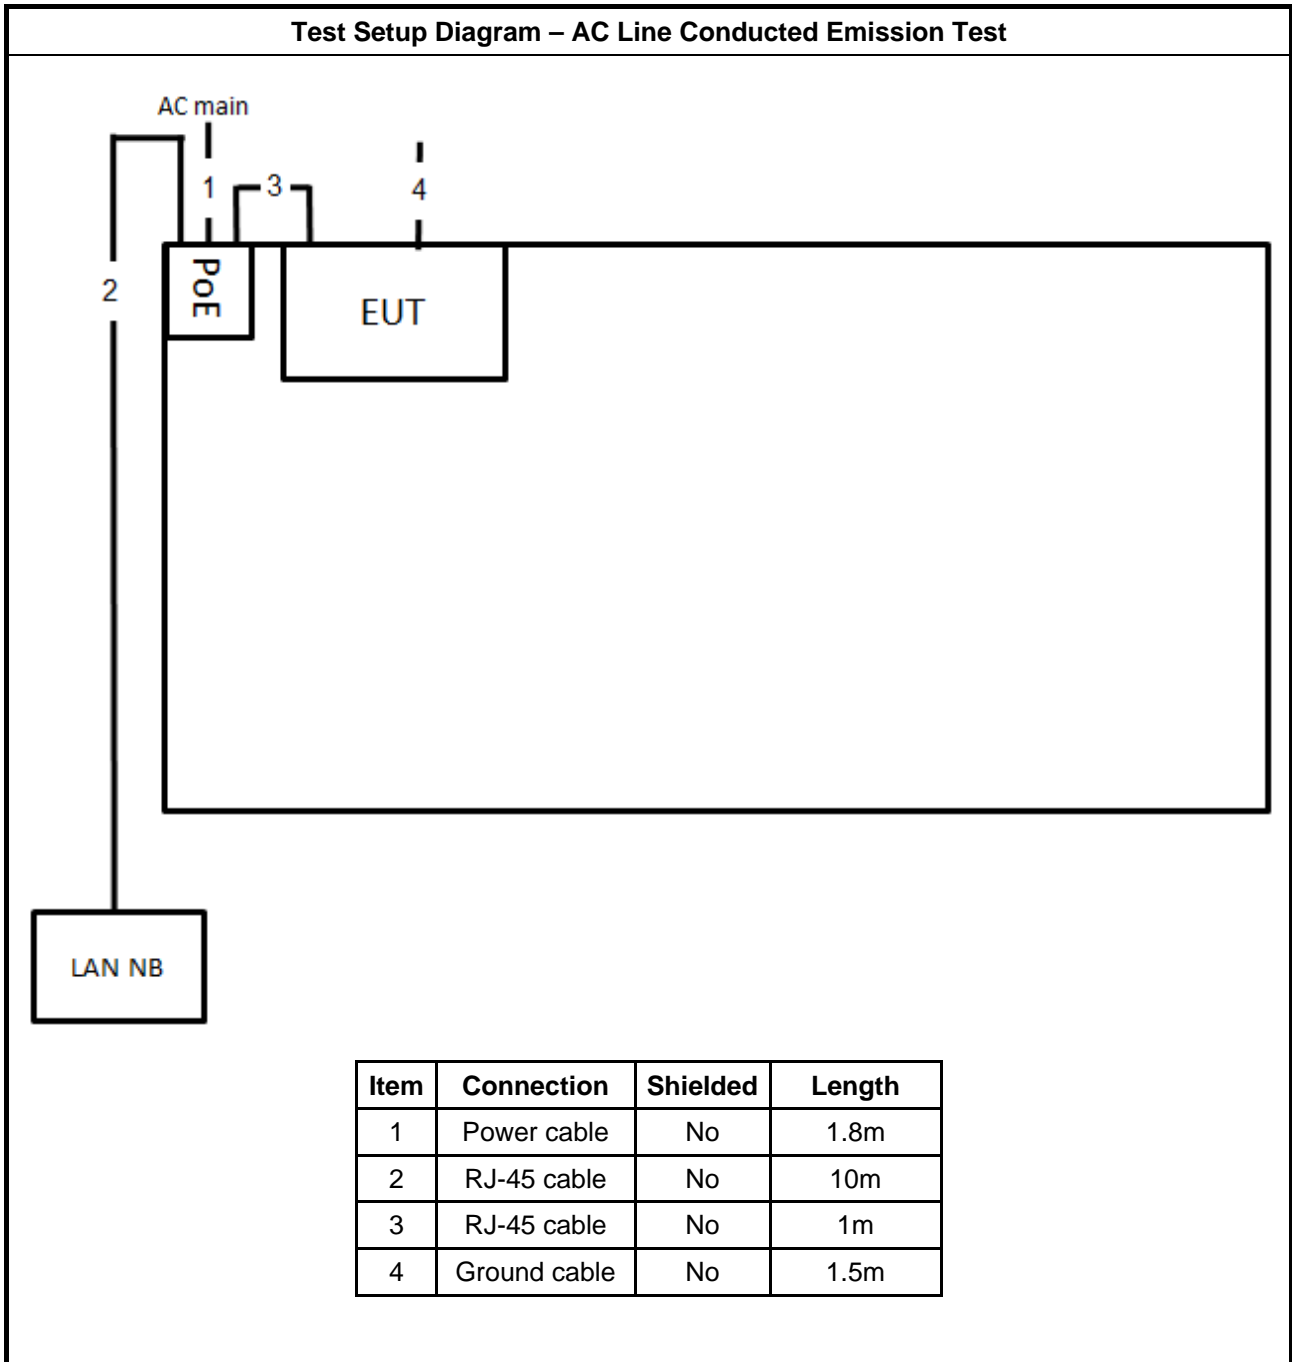 Test Setup Diagram – AC Line Conducted Emission Test
AC main
1
3
4
2
PoE
EUT
LAN NB
Item Connection Shielded Length
1 Power cable No 1.8m
2 RJ-45 cable No 10m
3 RJ-45 cable No 1m
4 Ground cable No 1.5m